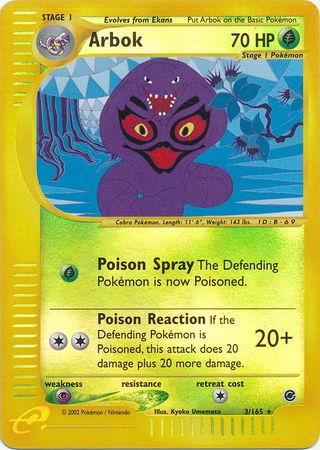 STAGE 1
Evolves from Ekans
Put Arbok on the Basic Pokémon
Arbok
70 HP
Stage 1 Pokémon
Cobra Pokémon. Length: 11' 6", Weight: 143 lbs. ID: B-69
Poison Spray The Defending
Pokémon is now Poisoned.
Poison Reaction If the
Defending Pokémon is
Poisoned, this attack does 20
damage plus 20 more damage.
20+
weakness
resistance
retreat cost
e
© 2002 Pokémon / Nintendo
Illus. Kyoko Umemoto
3/165 ★